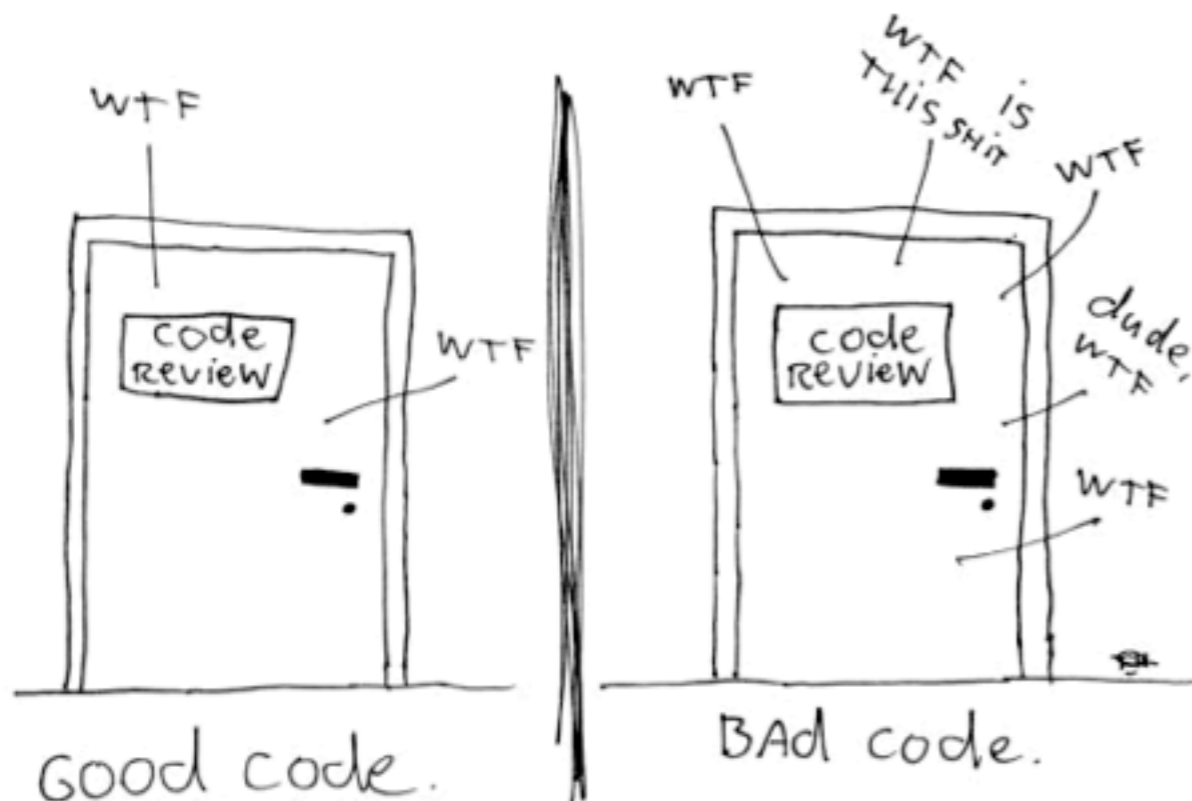 WTF
code
REVIEW
WTF
GOOD code.
WTF
WTF is
THIS SHIT
WTF
code
REVIEW
dude,
WTF
WTF
BAD code.